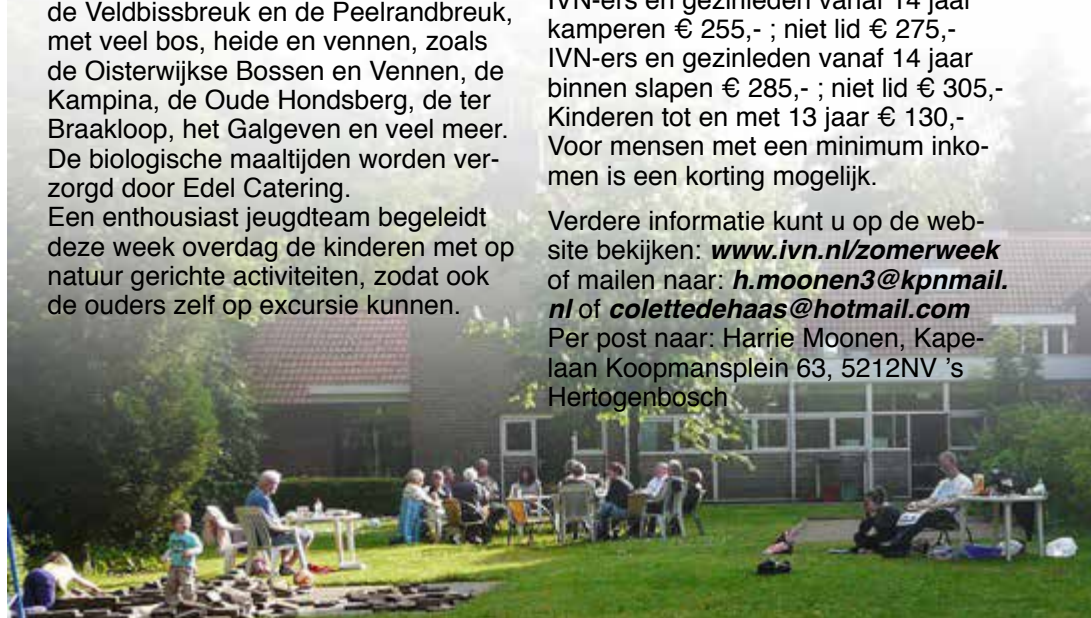 de Veldbissbreuk en de Peelrandbreuk,
met veel bos, heide en vennen, zoals
de Oisterwijkse Bossen en Vennen, de
Kampina, de Oude Hondsberg, de ter
Braakloop, het Galgeven en veel meer.
De biologische maaltijden worden ver-
zorgd door Edel Catering.
Een enthousiast jeugdteam begeleidt
deze week overdag de kinderen met op
natuur gerichte activiteiten, zodat ook
de ouders zelf op excursie kunnen.
IVN-ers en gezinleden vanaf 14 jaar
kamperen € 255,- ; niet lid € 275,-
IVN-ers en gezinleden vanaf 14 jaar
binnen slapen € 285,- ; niet lid € 305,-
Kinderen tot en met 13 jaar € 130,-
Voor mensen met een minimum inko-
men is een korting mogelijk.
Verdere informatie kunt u op de web-
site bekijken: www.ivn.nl/zomerweek
of mailen naar: h.moonen3@kpnmail.
nl of colettedehaas@hotmail.com
Per post naar: Harrie Moonen, Kape-
laan Koopmansplein 63, 5212NV ’s
Hertogenbosch